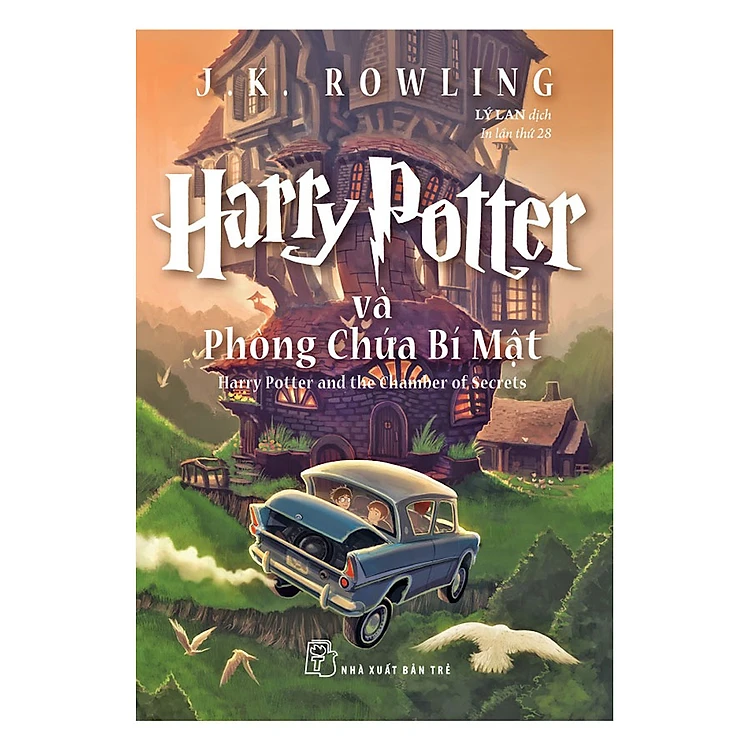 J.K. ROWLING
LÝ LAN dịch
In lần thứ 28
Harry Potter
và
Phòng Chứa Bí Mật
Harry Potter and the Chamber of Secrets
NHÀ XUẤT BẢN TRẺ